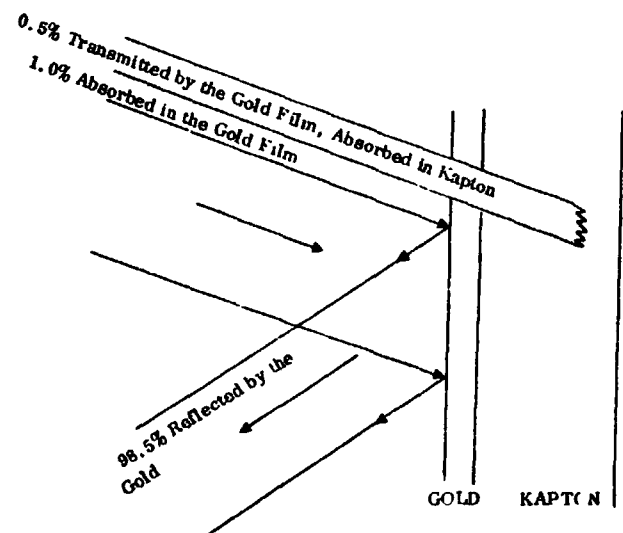 0.5% Transmitted by the Gold Film, Absorbed in Kapton
1.0% Absorbed in the Gold Film
98.5% Reflected by the
Gold
GOLD KAPTON